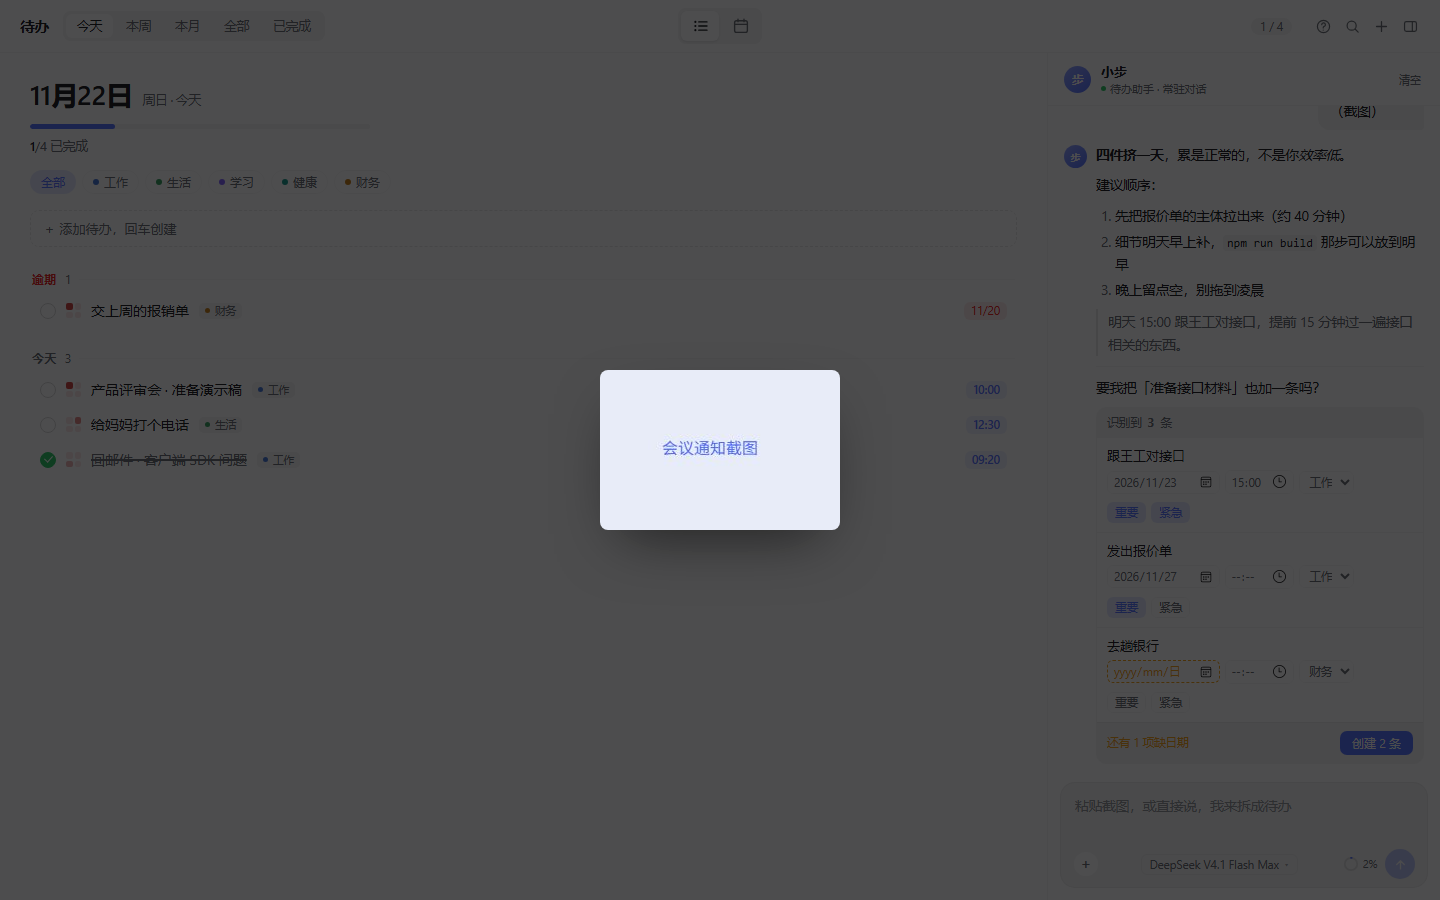 待办
今天 本周 本月 全部 已完成
1 / 4
11月22日 周日 · 今天
1/4 已完成
全部 工作 生活 学习 健康 财务
+ 添加待办，回车创建
逾期 1
交上周的报销单 财务 11/20
今天 3
产品评审会 · 准备演示稿 工作 10:00
给妈妈打个电话 生活 12:30
回邮件 · 客户端 SDK 问题 工作 09:20
会议通知截图
步
小步
待办助手 · 常驻对话
清空
（截图）
步
四件挤一天，累是正常的，不是你效率低。
建议顺序：
1. 先把报价单的主体拉出来（约 40 分钟）
2. 细节明天早上补，npm run build 那步可以放到明
早
3. 晚上留点空，别拖到凌晨
明天 15:00 跟王工对接口，提前 15 分钟过一遍接口
相关的东西。
要我把「准备接口材料」也加一条吗？
识别到 3 条
跟王工对接口
2026/11/23 15:00 工作
重要 紧急
发出报价单
2026/11/27 --:-- 工作
重要 紧急
去趟银行
yyyy/mm/日 --:-- 财务
重要 紧急
还有 1 项缺日期 创建 2 条
粘贴截图，或直接说，我来拆成待办
+ DeepSeek V4.1 Flash Max 2%